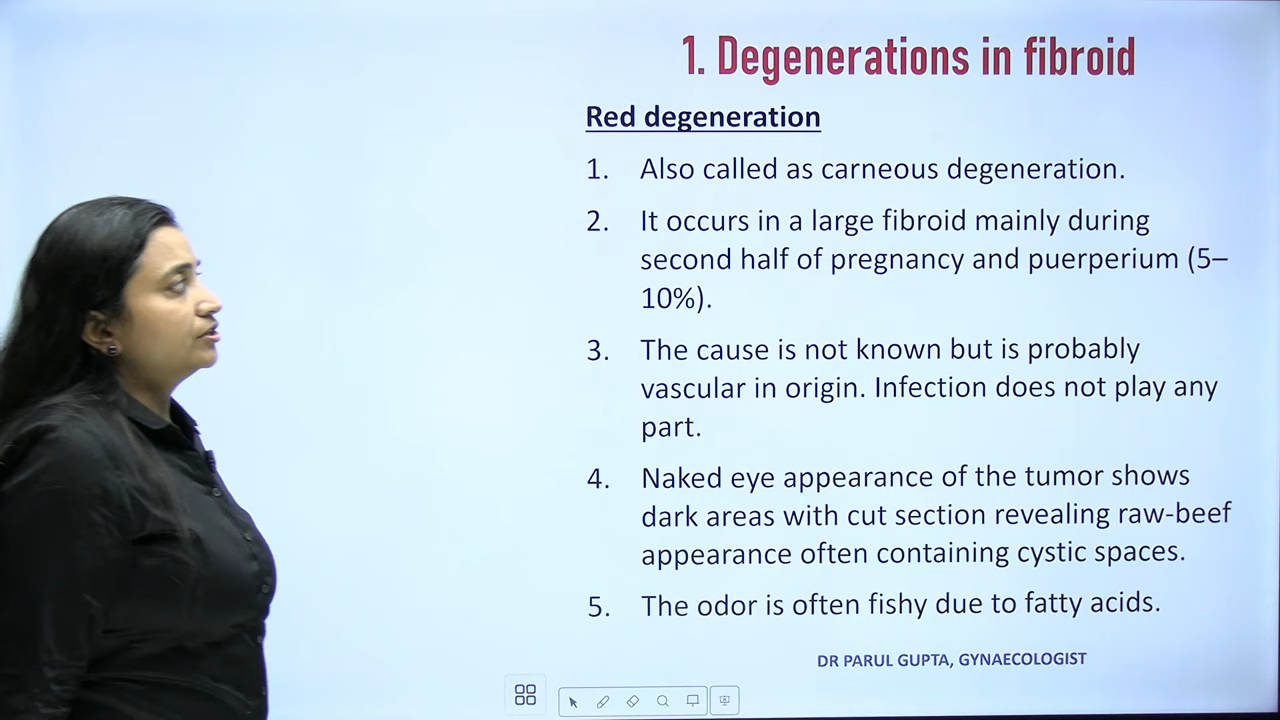 1. Degenerations in fibroid
Red degeneration
1. Also called as carneous degeneration.
2. It occurs in a large fibroid mainly during
second half of pregnancy and puerperium (5–
10%).
3. The cause is not known but is probably
vascular in origin. Infection does not play any
part.
4. Naked eye appearance of the tumor shows
dark areas with cut section revealing raw-beef
appearance often containing cystic spaces.
5. The odor is often fishy due to fatty acids.
DR PARUL GUPTA, GYNAECOLOGIST